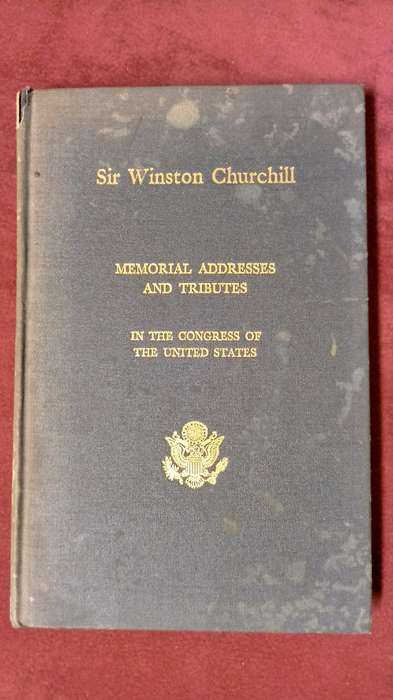 Sir Winston Churchill
MEMORIAL ADDRESSES
AND TRIBUTES
IN THE CONGRESS OF
THE UNITED STATES